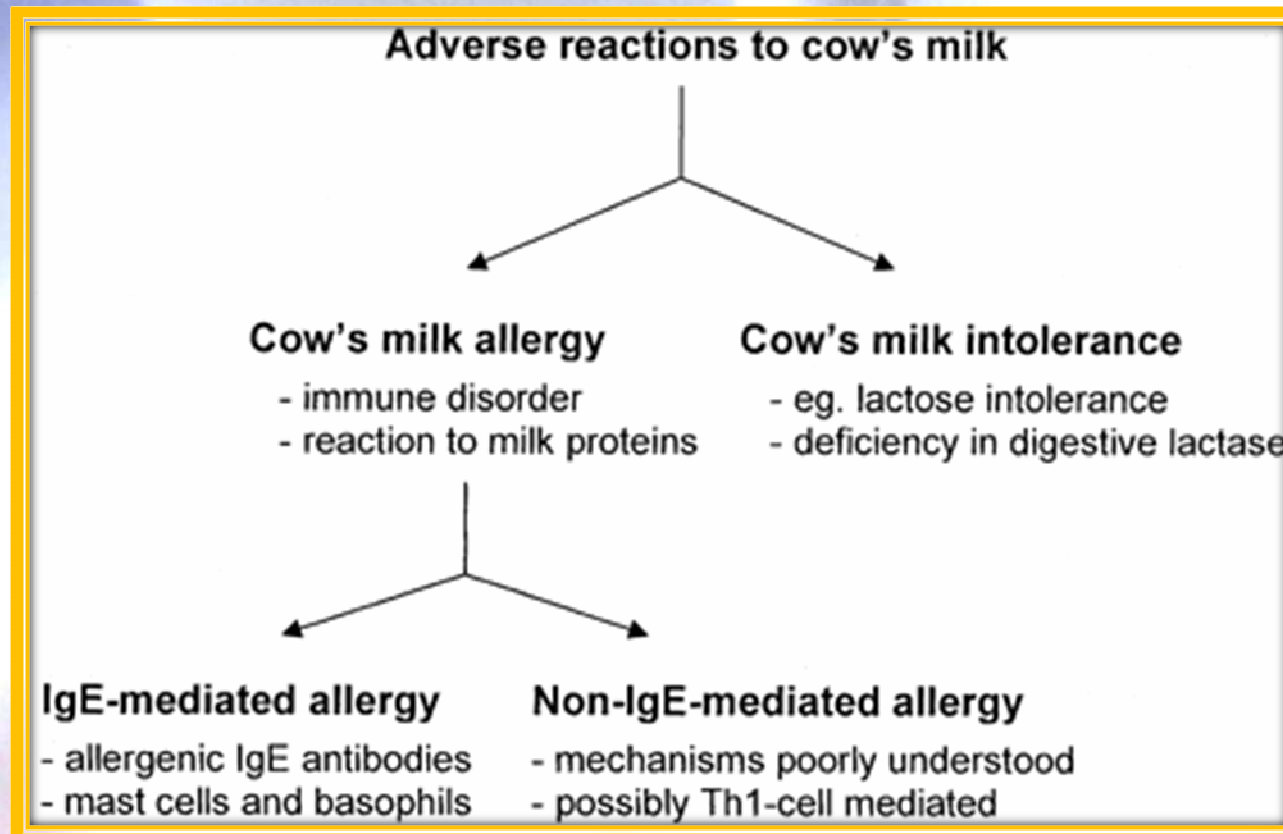 Adverse reactions to cow's milk
Cow's milk allergy
- immune disorder
- reaction to milk proteins
Cow's milk intolerance
- eg. lactose intolerance
- deficiency in digestive lactase
IgE-mediated allergy
- allergenic IgE antibodies
- mast cells and basophils
Non-IgE-mediated allergy
- mechanisms poorly understood
- possibly Th1-cell mediated